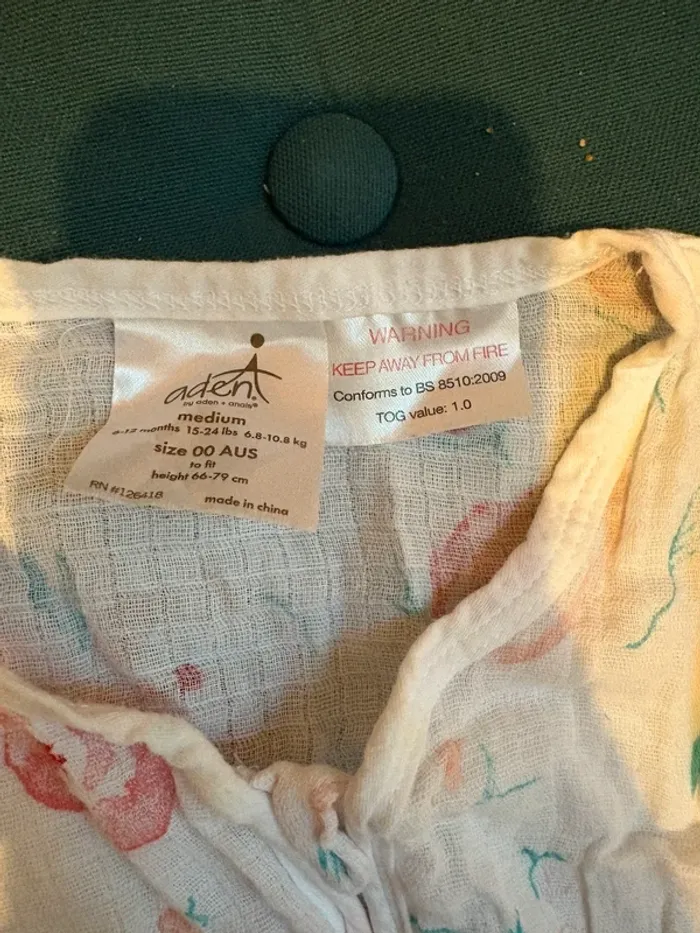 aden.
by aden + anais®
medium
6-12 months 15-24 lbs 6.8-10.8 kg
size 00 AUS
to fit
height 66-79 cm
RN #126418
made in china
WARNING
KEEP AWAY FROM FIRE
Conforms to BS 8510:2009
TOG value: 1.0